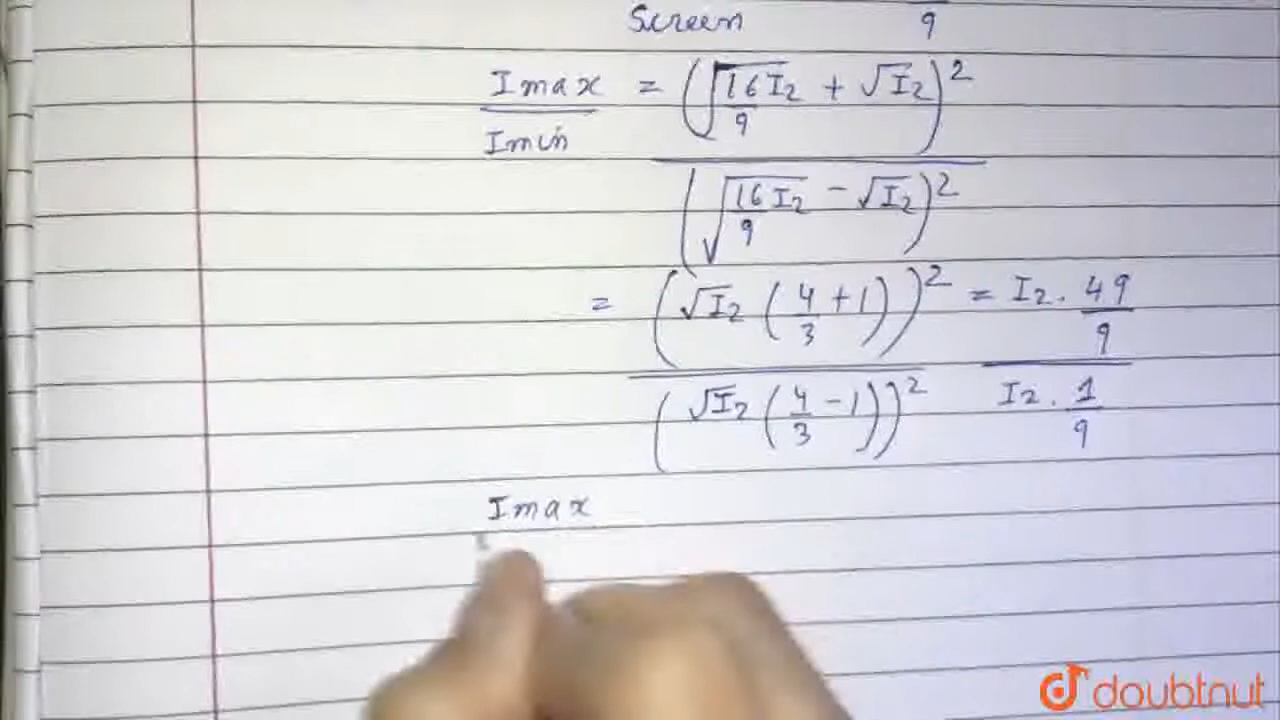 Screen 9
Imax = (√16I2 + √I2)2
Imin 9
(√16I2 - √I2)2
9
= (√I2 (4 + 1))2 = I2 . 49
3 9
(√I2 (4 - 1))2 I2 . 1
3 9
Imax
doubtnut